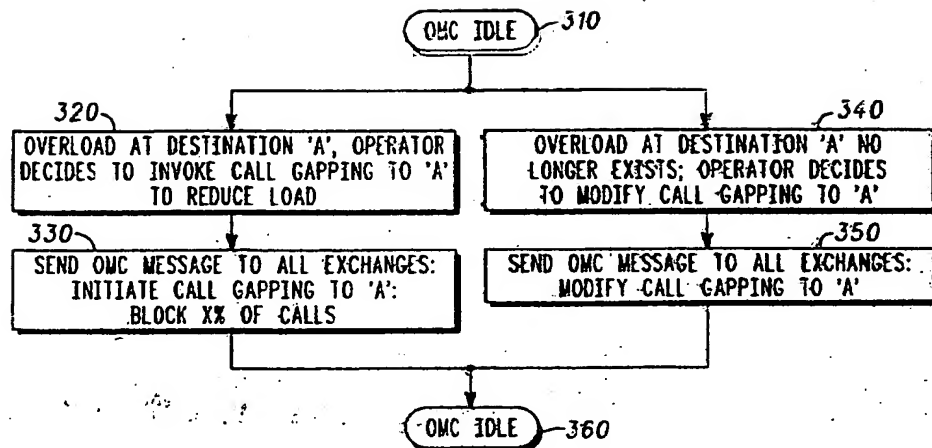 OMC IDLE 310
320
OVERLOAD AT DESTINATION 'A', OPERATOR
DECIDES TO INVOKE CALL GAPPING TO 'A'
TO REDUCE LOAD
340
OVERLOAD AT DESTINATION 'A' NO
LONGER EXISTS; OPERATOR DECIDES
TO MODIFY CALL GAPPING TO 'A'
330
SEND OMC MESSAGE TO ALL EXCHANGES:
INITIATE CALL GAPPING TO 'A':
BLOCK X% OF CALLS
350
SEND OMC MESSAGE TO ALL EXCHANGES:
MODIFY CALL GAPPING TO 'A'
OMC IDLE 360